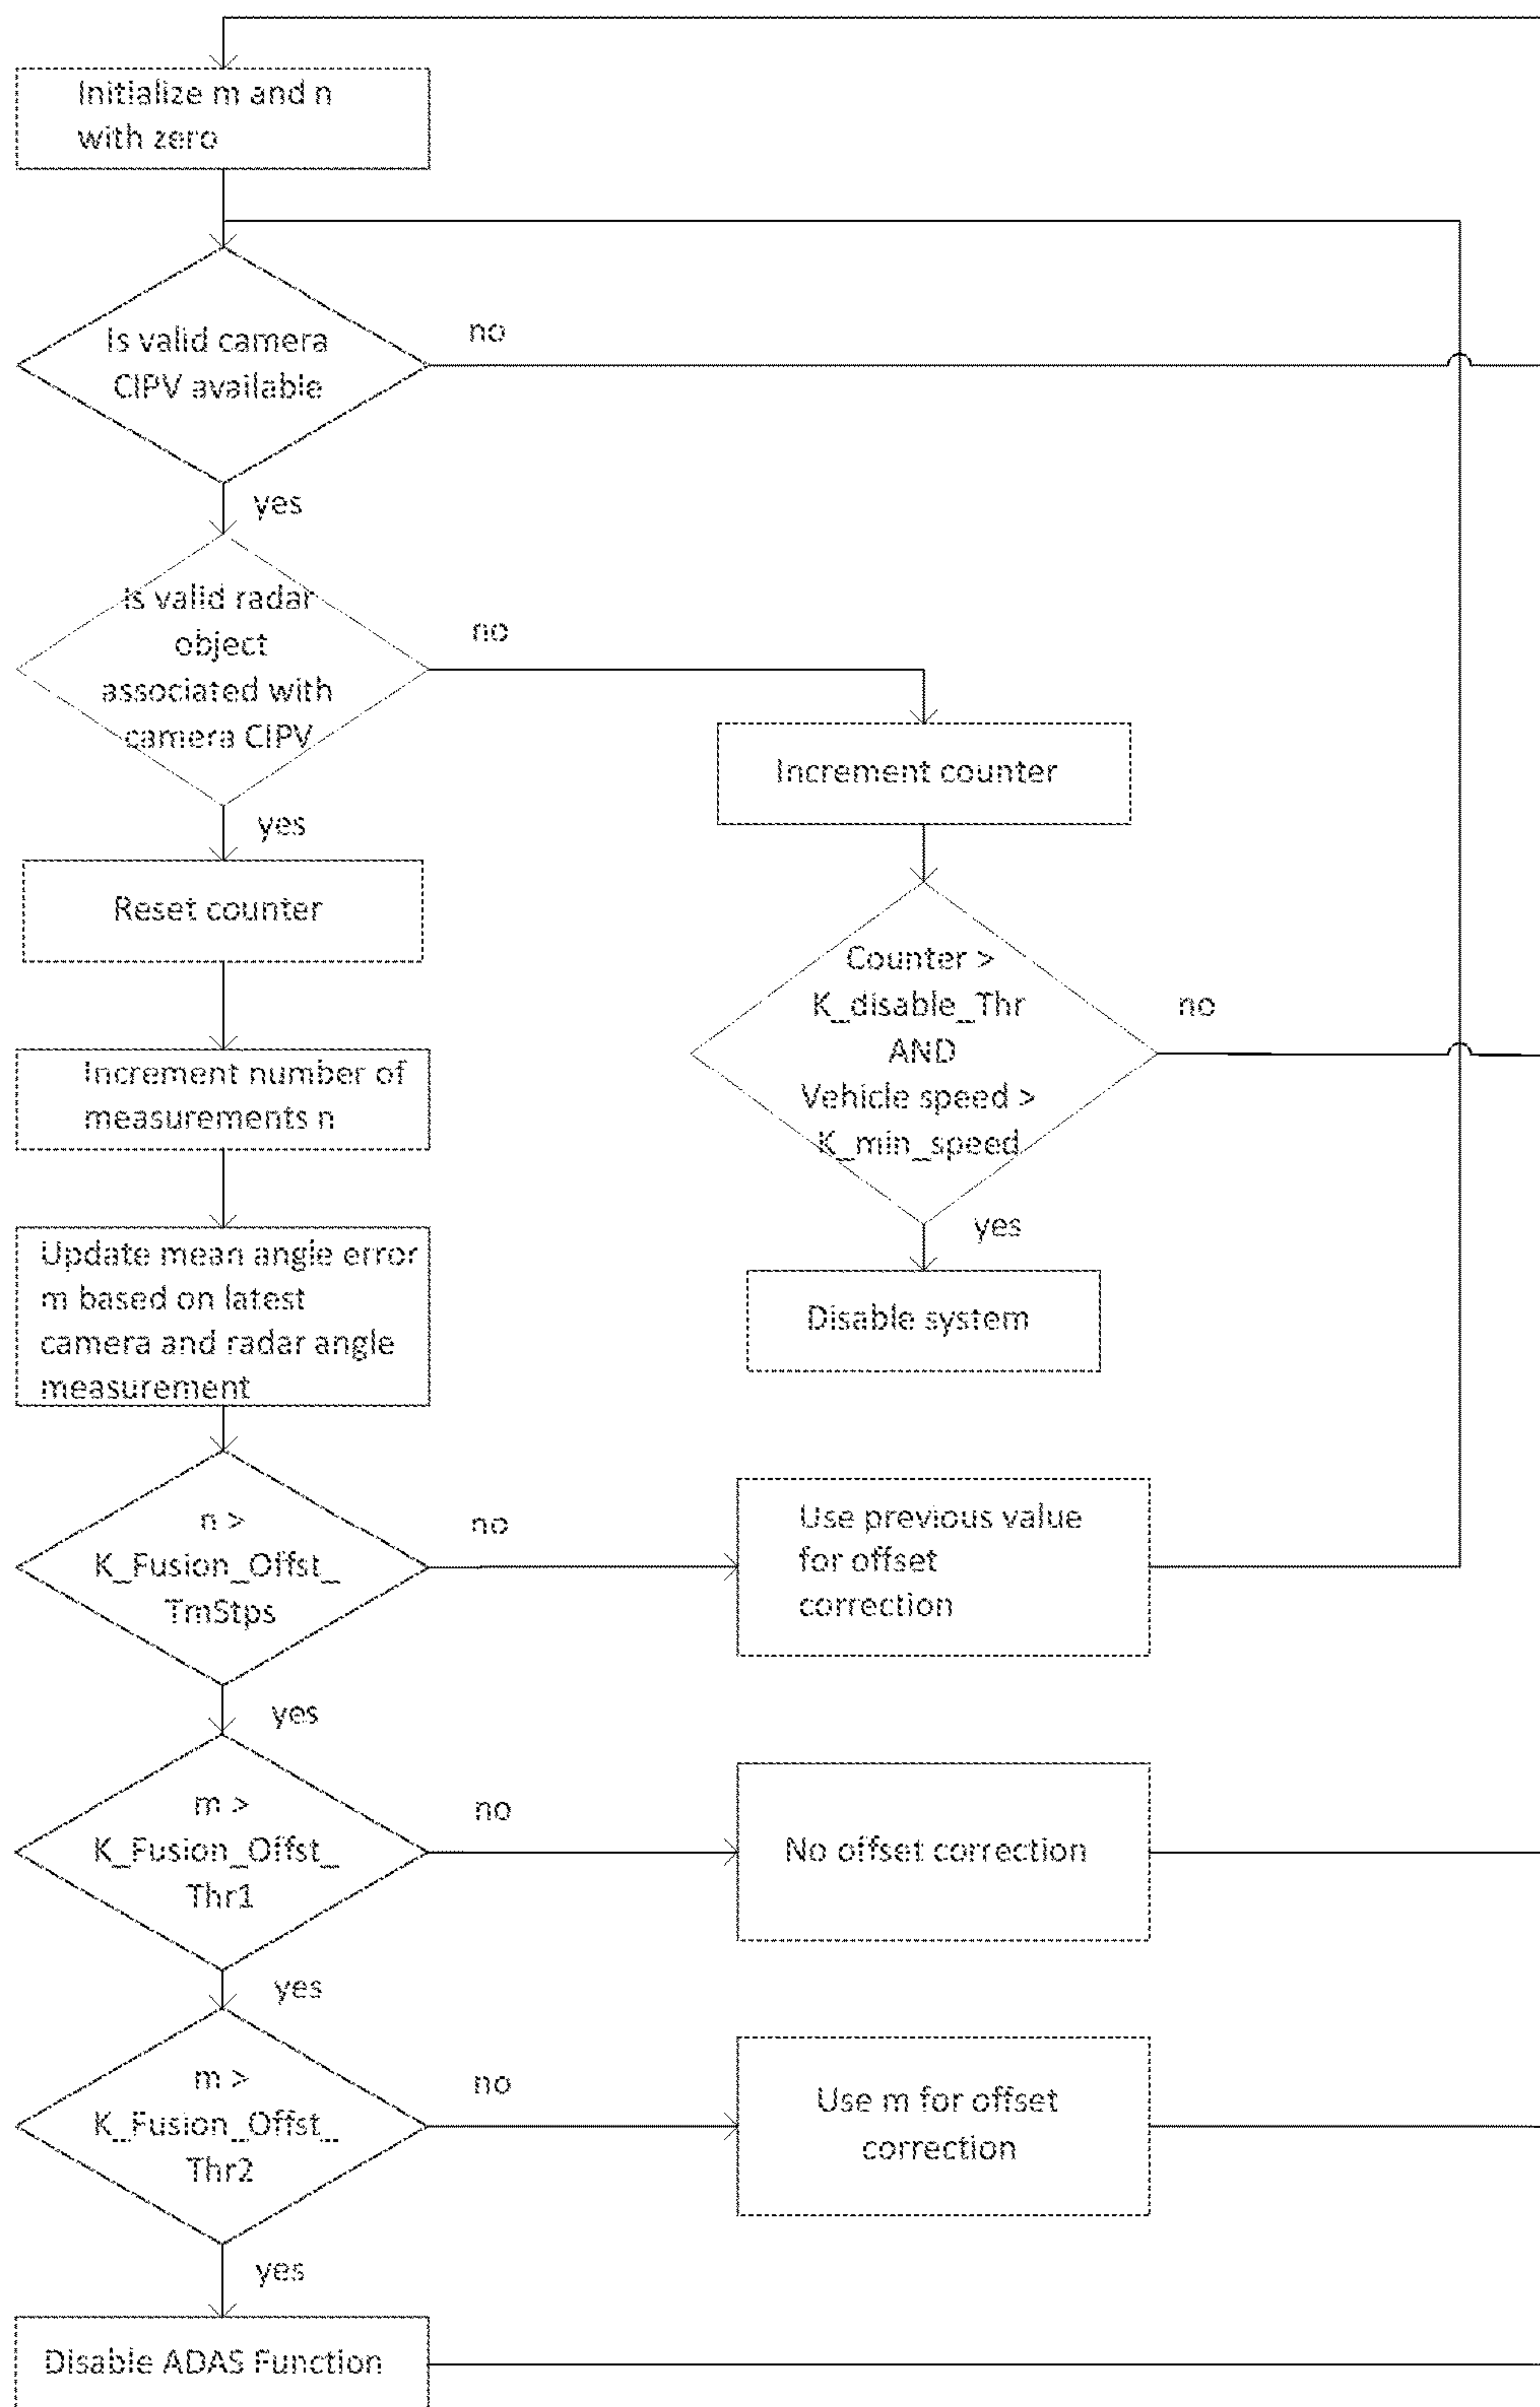 Initialize m and n
with zero
Is valid camera
CIPV available
no
yes
Is valid radar
object
associated with
camera CIPV
no
yes
Increment counter
Reset counter
Counter >
K_disable_Thr
AND
Vehicle speed >
K_min_speed
no
yes
Increment number of
measurements n
Disable system
Update mean angle error
m based on latest
camera and radar angle
measurement
n >
K_Fusion_Offst_
TmStps
no
yes
Use previous value
for offset
correction
m >
K_Fusion_Offst_
Thr1
no
yes
No offset correction
m >
K_Fusion_Offst_
Thr2
no
yes
Use m for offset
correction
Disable ADAS Function